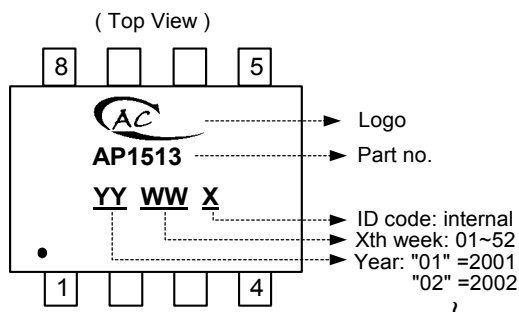 ( Top View )
8 5
AC
Logo
AP1513
Part no.
YY WW X
ID code: internal
Xth week: 01~52
Year: "01" =2001
"02" =2002
~
1 4